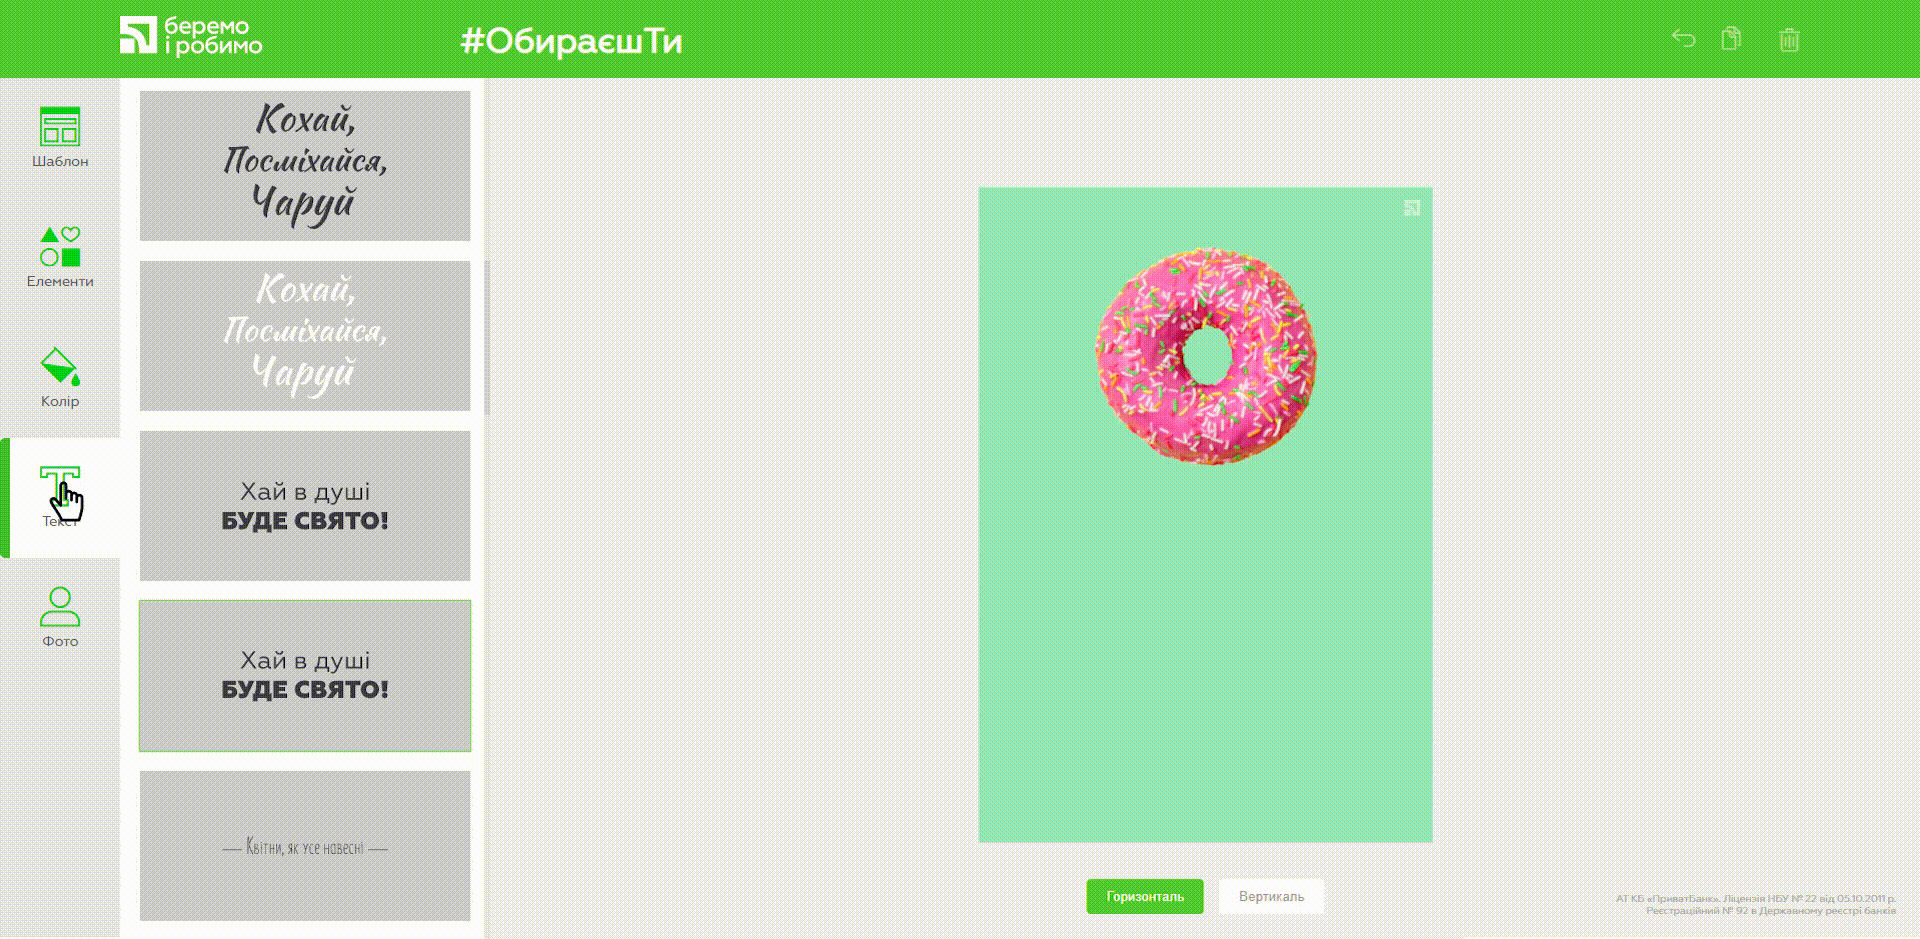 беремо
і робимо
#ОбираєшТи
Шаблон
Елементи
Колір
Текст
Фото
Кохай,
Посміхайся,
Чаруй
Кохай,
Посміхайся,
Чаруй
Хай в душі
БУДЕ СВЯТО!
Хай в душі
БУДЕ СВЯТО!
— Квітни, як усе навесні —
Горизонталь
Вертикаль
АТ КБ «ПриватБанк». Ліцензія НБУ № 22 від 05.10.2011 р.
Реєстраційний № 92 в Державному реєстрі банків